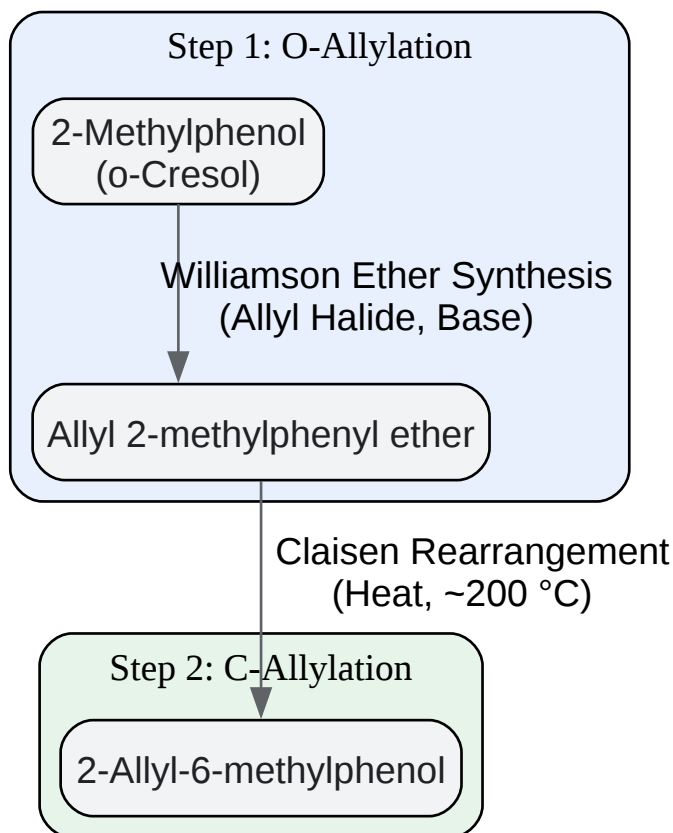 Step 1: O-Allylation
2-Methylphenol
(o-Cresol)
Williamson Ether Synthesis
(Allyl Halide, Base)
Allyl 2-methylphenyl ether
Claisen Rearrangement
(Heat, ~200 °C)
Step 2: C-Allylation
2-Allyl-6-methylphenol